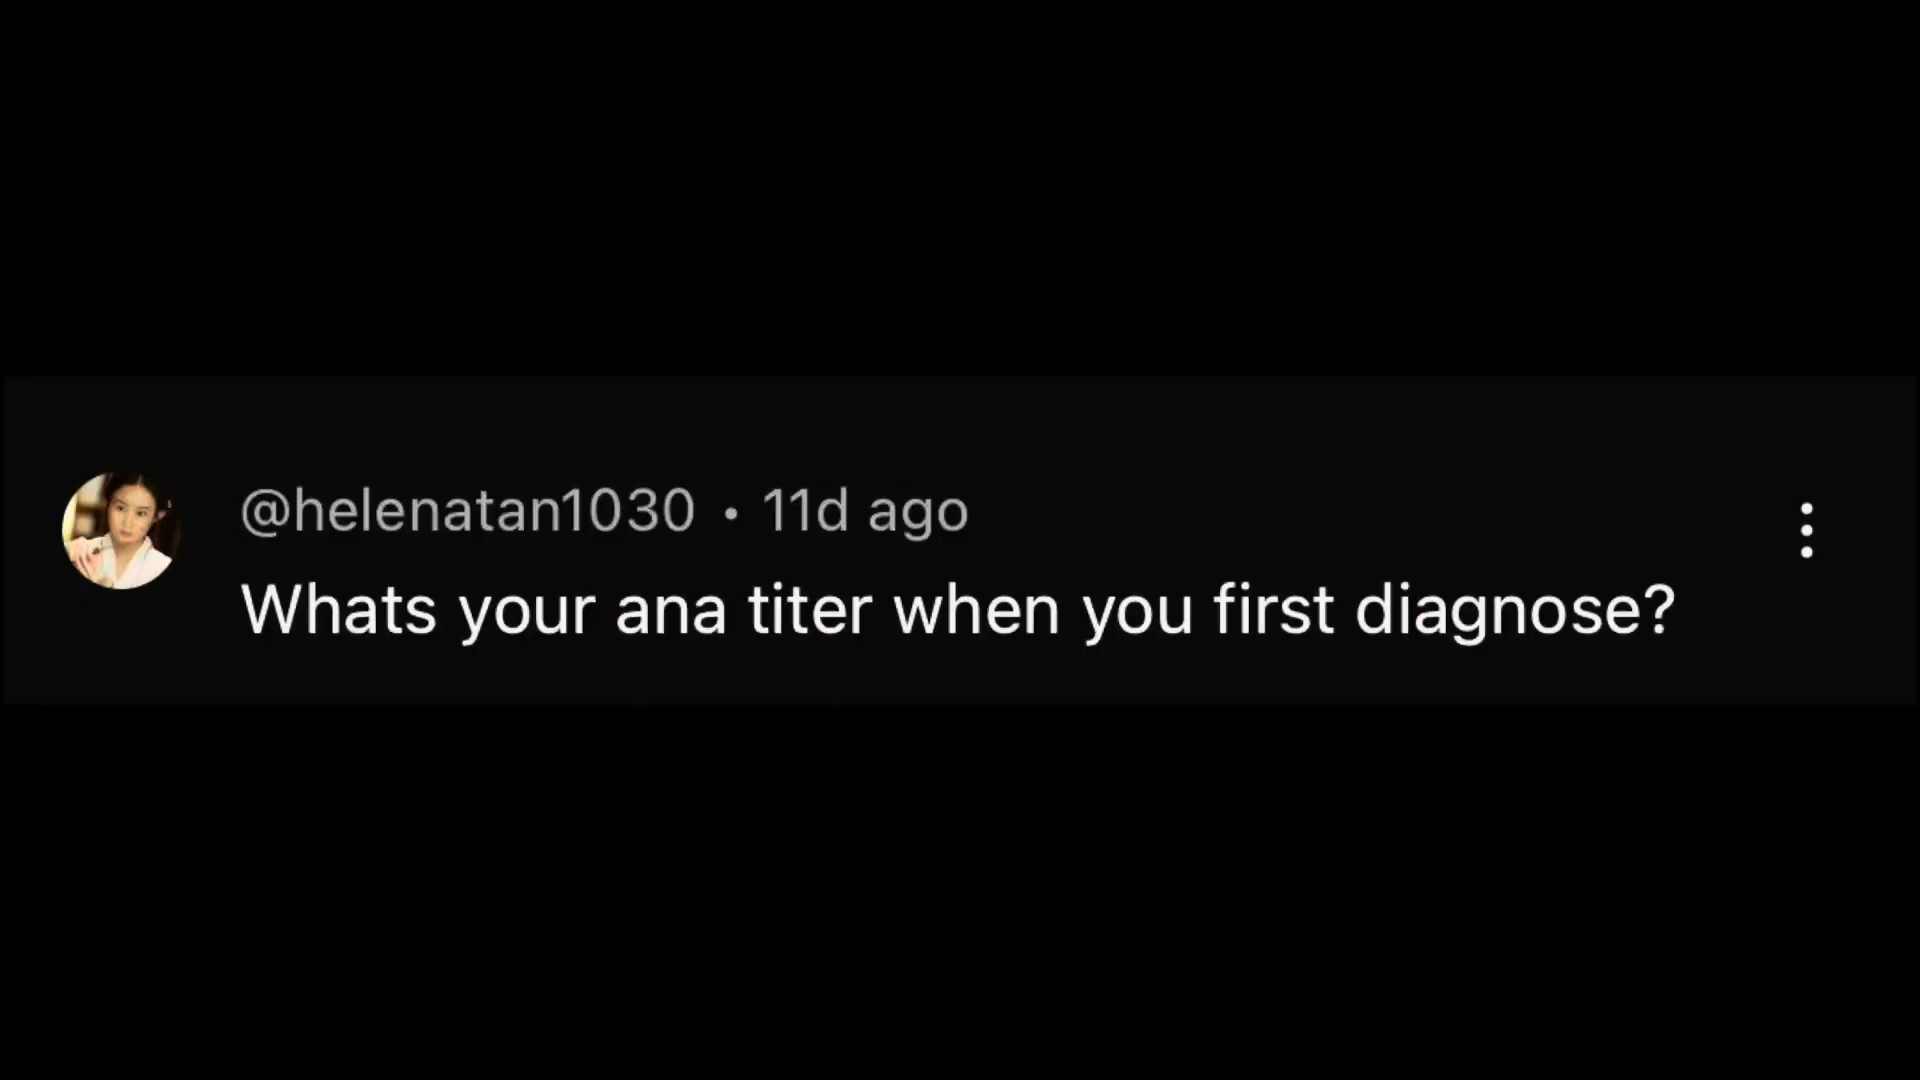 @helenatan1030 • 11d ago
Whats your ana titer when you first diagnose?